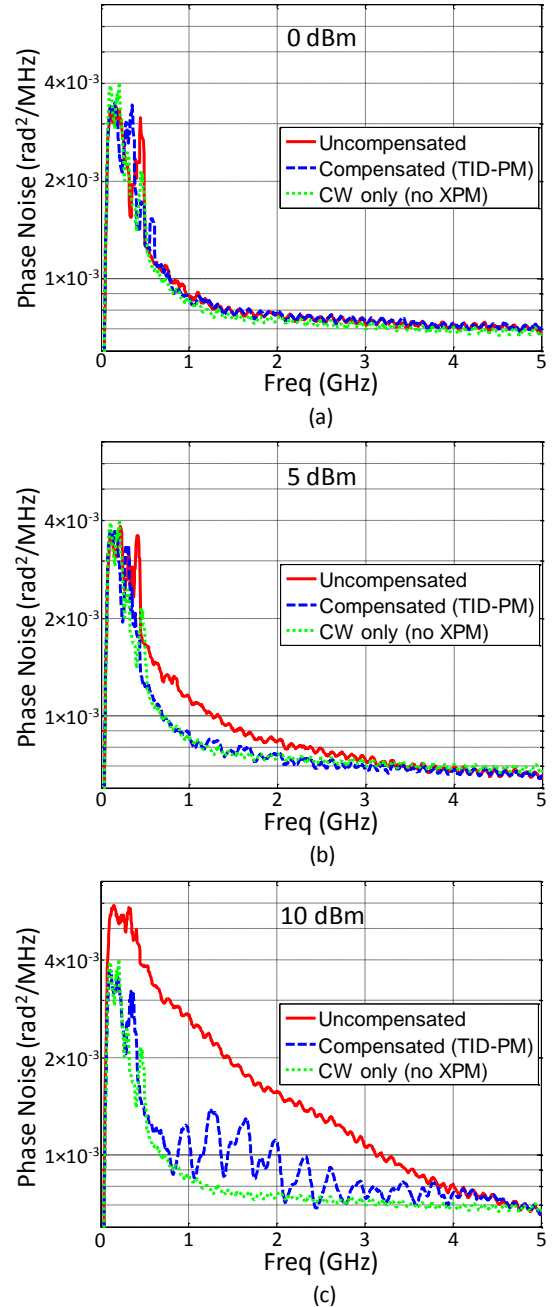 0 dBm
Phase Noise (rad²/MHz)
4×10⁻³
2×10⁻³
1×10⁻³
Uncompensated
Compensated (TID-PM)
CW only (no XPM)
0 1 2 3 4 5
Freq (GHz)
(a)
5 dBm
Phase Noise (rad²/MHz)
4×10⁻³
2×10⁻³
1×10⁻³
Uncompensated
Compensated (TID-PM)
CW only (no XPM)
0 1 2 3 4 5
Freq (GHz)
(b)
10 dBm
Phase Noise (rad²/MHz)
4×10⁻³
2×10⁻³
1×10⁻³
Uncompensated
Compensated (TID-PM)
CW only (no XPM)
0 1 2 3 4 5
Freq (GHz)
(c)